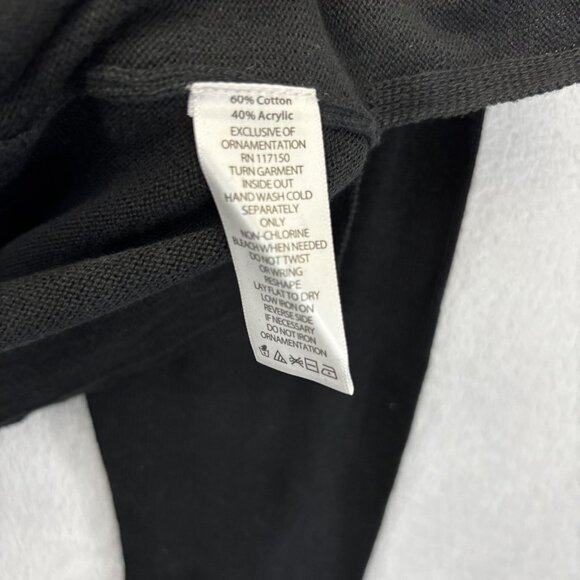 60% Cotton
40% Acrylic
EXCLUSIVE OF
ORNAMENTATION
RN 117150
TURN GARMENT
INSIDE OUT
HAND WASH COLD
SEPARATELY
ONLY
NON-CHLORINE
BLEACH WHEN NEEDED
DO NOT TWIST
OR WRING
RESHAPE
LAY FLAT TO DRY
LOW IRON ON
REVERSE SIDE
IF NECESSARY
DO NOT IRON
ORNAMENTATION